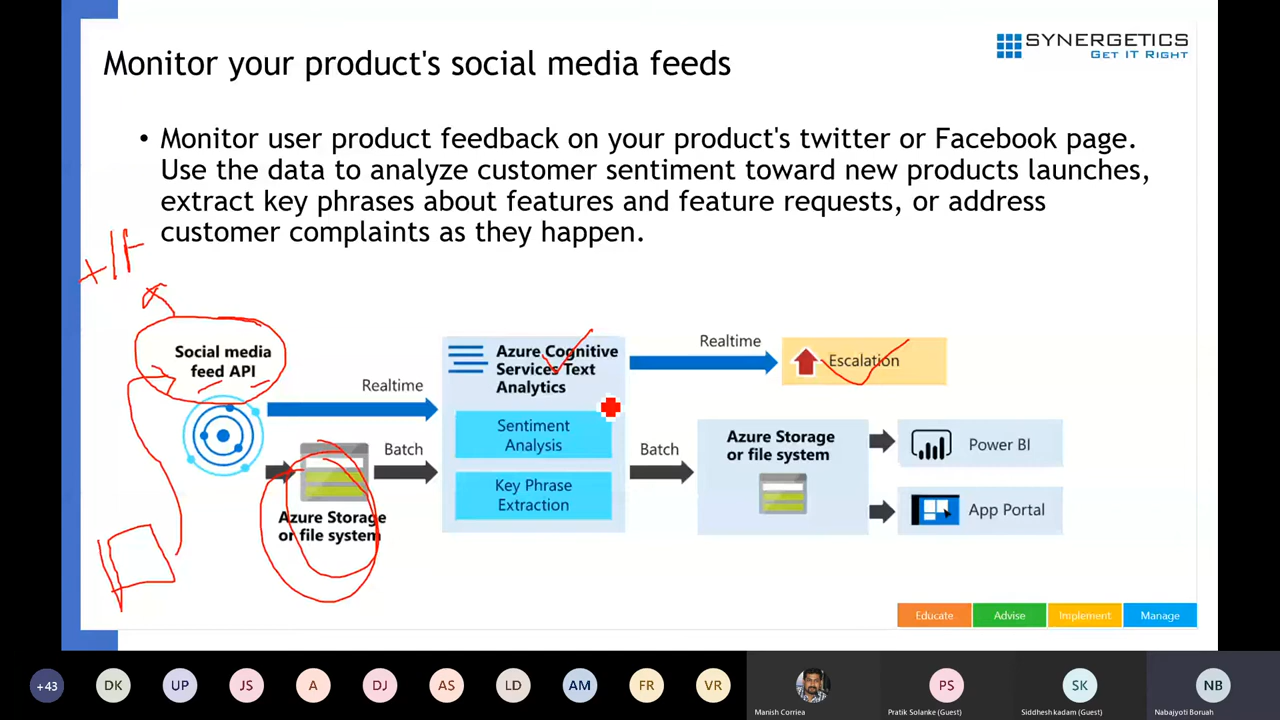 SYNERGETICS
GET IT RIGHT
Monitor your product's social media feeds
• Monitor user product feedback on your product's twitter or Facebook page.
Use the data to analyze customer sentiment toward new products launches,
extract key phrases about features and feature requests, or address
customer complaints as they happen.
Social media
feed API
Realtime
Batch
Azure Storage
or file system
Azure Cognitive
Services Text
Analytics
Sentiment
Analysis
Key Phrase
Extraction
Realtime
Escalation
Batch
Azure Storage
or file system
Power BI
App Portal
Educate
Advise
Implement
Manage
+43
DK
UP
JS
A
DJ
AS
LD
AM
FR
VR
Manish Corriea
PS
Pratik Solanke (Guest)
SK
Siddhesh kadam (Guest)
NB
Nabajyoti Boruah